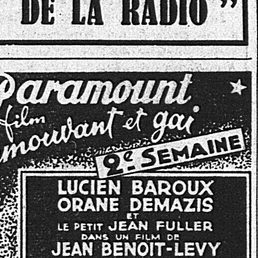 DE LA RADIO"
Paramount
film
mouvant et gai
2e SEMAINE
LUCIEN BAROUX
ORANE DEMAZIS
ET
LE PETIT JEAN FULLER
DANS UN FILM DE
JEAN BENOIT-LEVY